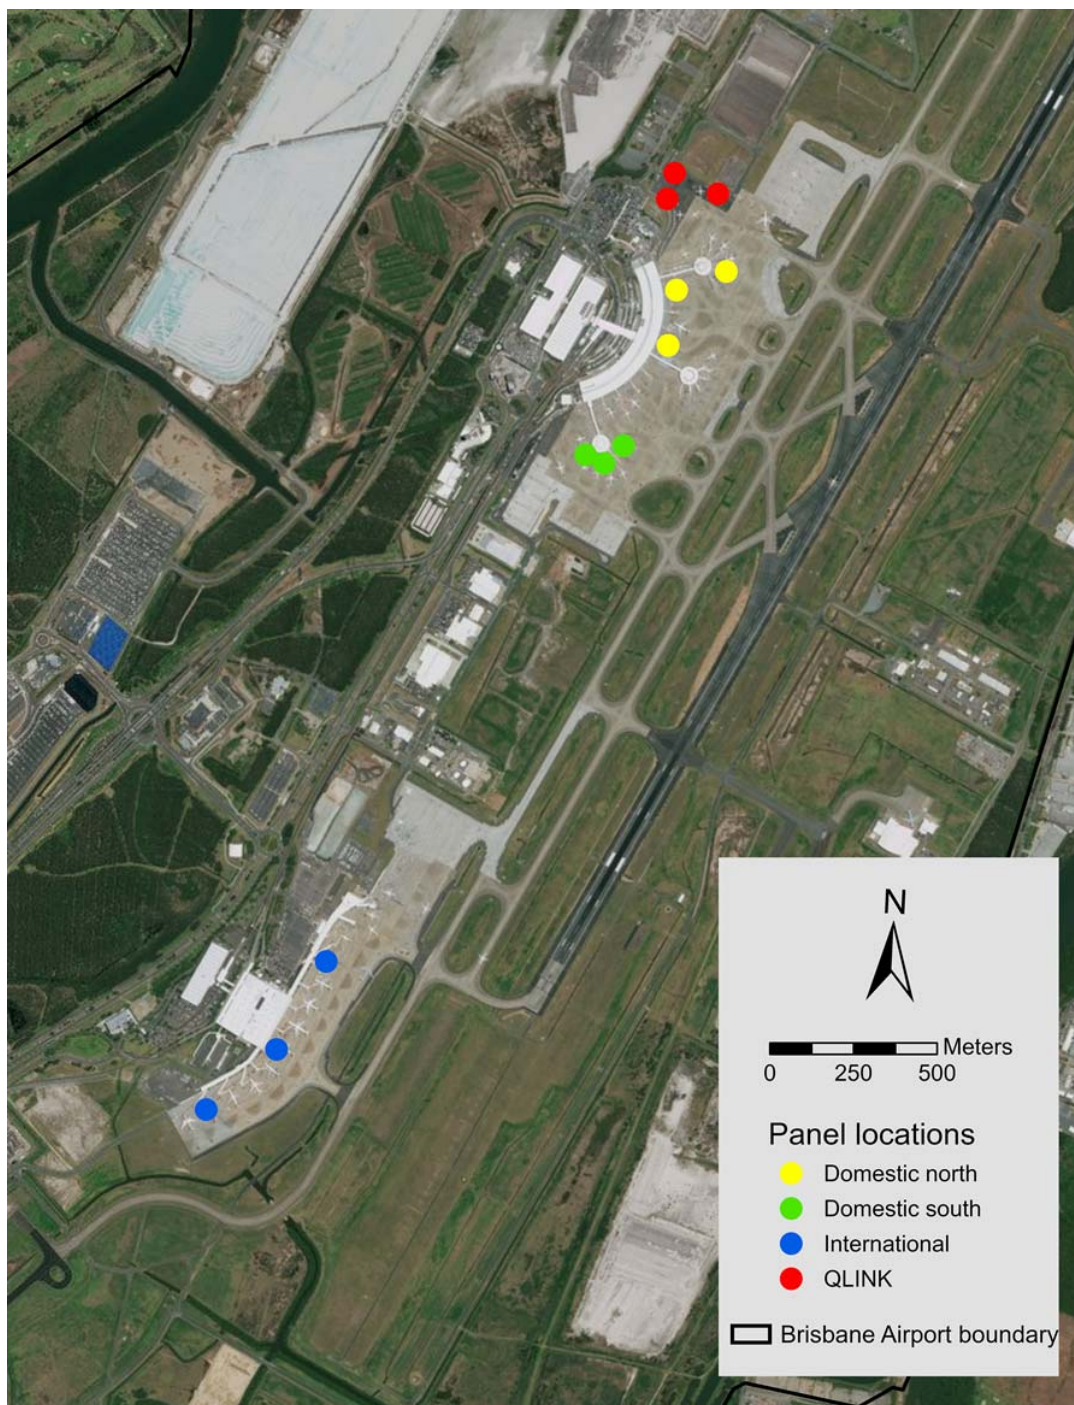 N
Meters
0 250 500
Panel locations
Domestic north
Domestic south
International
QLINK
Brisbane Airport boundary